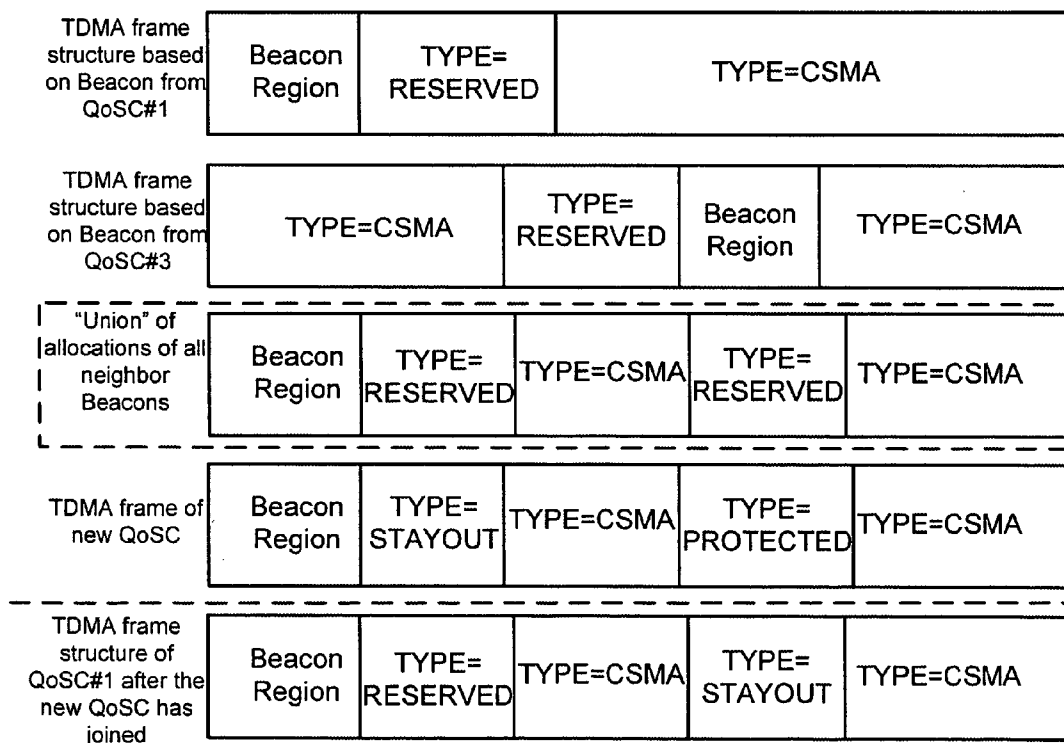 TDMA frame
structure based
on Beacon from
QoSC#1
Beacon
Region
TYPE=
RESERVED
TYPE=CSMA
TDMA frame
structure based
on Beacon from
QoSC#3
TYPE=CSMA
TYPE=
RESERVED
Beacon
Region
TYPE=CSMA
"Union" of
allocations of all
neighbor
Beacons
Beacon
Region
TYPE=
RESERVED
TYPE=CSMA
TYPE=
RESERVED
TYPE=CSMA
TDMA frame of
new QoSC
Beacon
Region
TYPE=
STAYOUT
TYPE=CSMA
TYPE=
PROTECTED
TYPE=CSMA
TDMA frame
structure of
QoSC#1 after the
new QoSC has
joined
Beacon
Region
TYPE=
RESERVED
TYPE=CSMA
TYPE=
STAYOUT
TYPE=CSMA